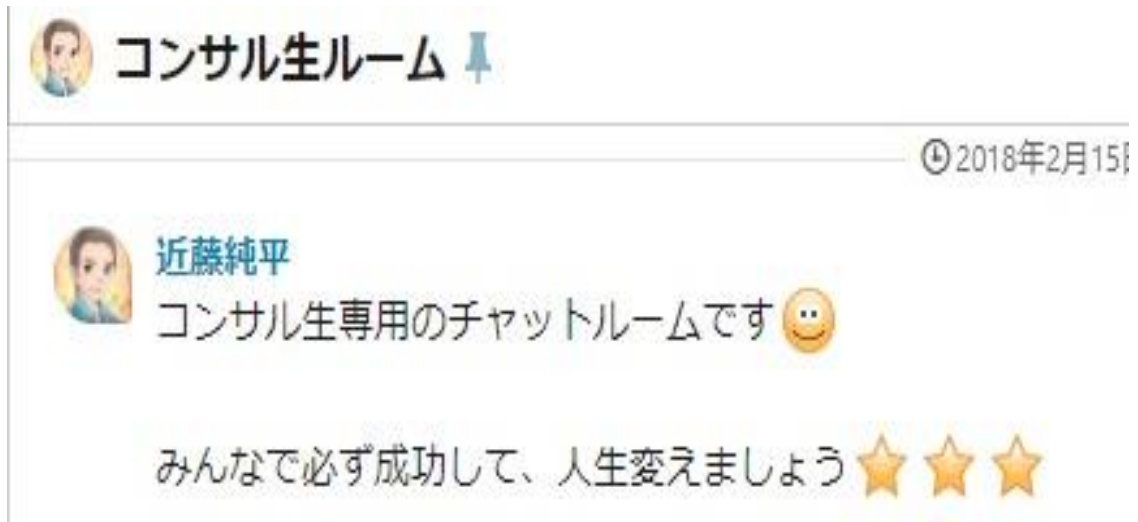 コンサル生ルーム
2018年2月15日
近藤純平
コンサル生専用のチャットルームです
みんなで必ず成功して、人生変えましょう